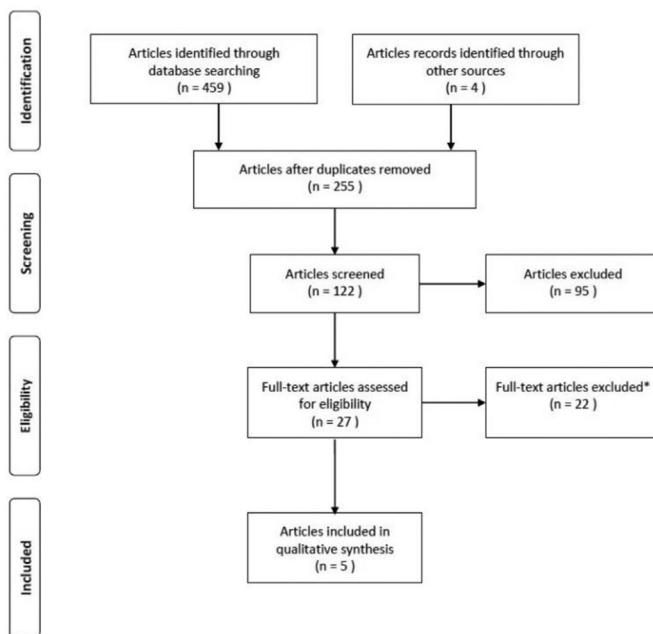 Identification
Articles identified through
database searching
(n = 459 )
Articles records identified through
other sources
(n = 4 )
Articles after duplicates removed
(n = 255 )
Screening
Articles screened
(n = 122 )
Articles excluded
(n = 95 )
Eligibility
Full-text articles assessed
for eligibility
(n = 27 )
Full-text articles excluded*
(n = 22 )
Included
Articles included in
qualitative synthesis
(n = 5 )